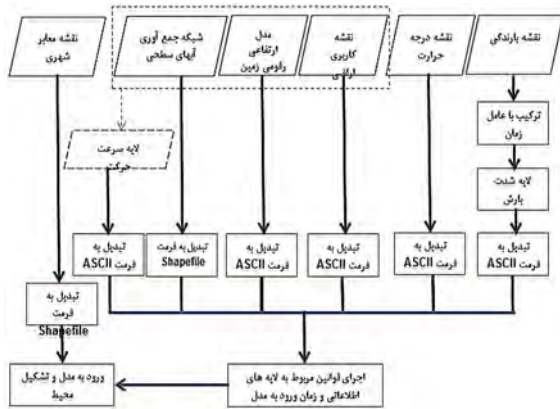 نقشه بارندگی
نقشه درجه
حرارت
نقشه
کاربری
اراضی
مدل
ارتفاعی
رقومی زمین
شبکه جمع آوری
آبهای سطحی
نقشه معابر
شهری
ترکیب با عامل
زمان
لایه سرعت
حرکت
لایه شدت
بارش
تبدیل به
فرمت ASCII
تبدیل به
فرمت ASCII
تبدیل به
فرمت ASCII
تبدیل به
فرمت ASCII
تبدیل به فرمت
Shapefile
تبدیل به
فرمت ASCII
تبدیل به
فرمت
Shapefile
اجرای قوانین مربوط به لایه های
اطلاعاتی و زمان ورود به مدل
ورود به مدل و تشکیل
محیط